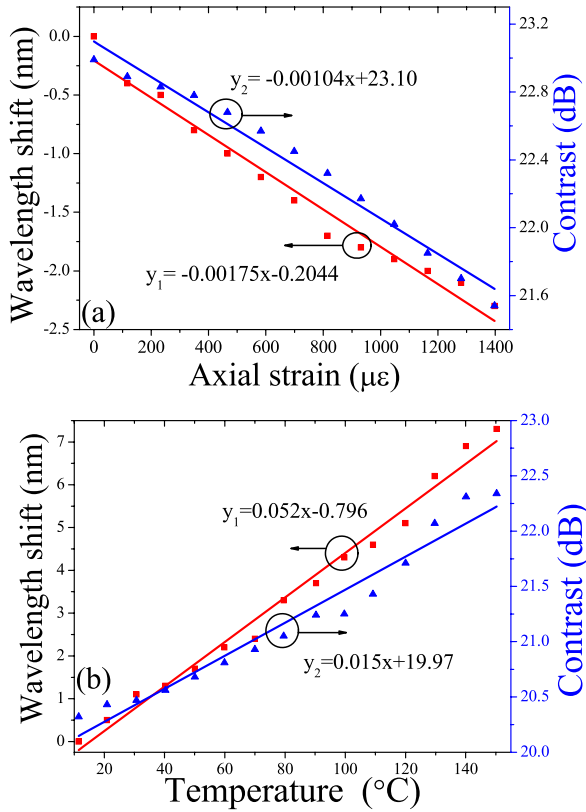 0.0
-0.5
-1.0
-1.5
-2.0
-2.5
Wavelength shift (nm)
23.2
22.8
22.4
22.0
21.6
Contrast (dB)
y₂= -0.00104x+23.10
y₁= -0.00175x-0.2044
(a)
0 200 400 600 800 1000 1200 1400
Axial strain (με)
7
6
5
4
3
2
1
0
Wavelength shift (nm)
23.0
22.5
22.0
21.5
21.0
20.5
20.0
Contrast (dB)
y₁=0.052x-0.796
y₂=0.015x+19.97
(b)
20 40 60 80 100 120 140
Temperature (°C)